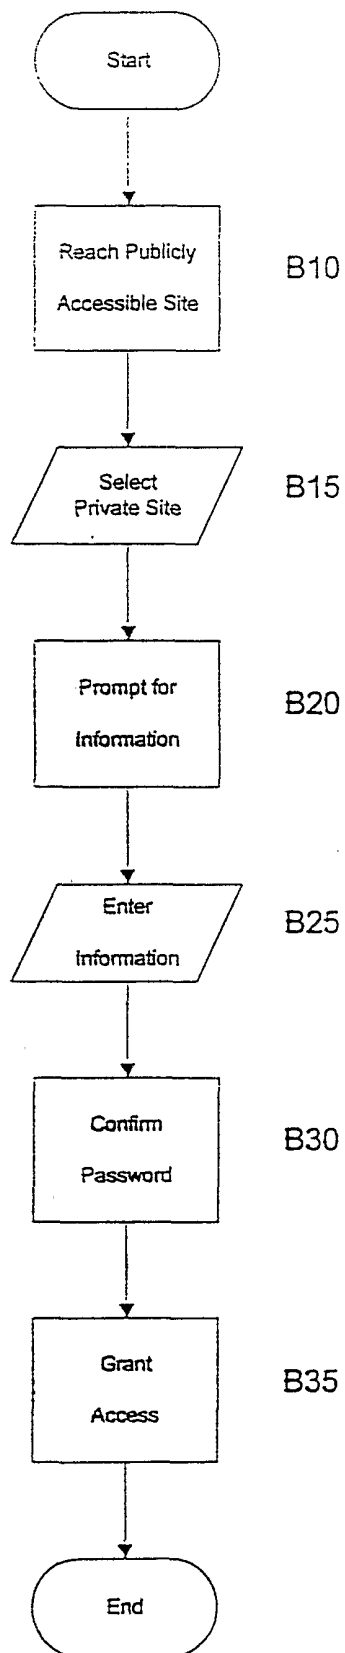 Start
Reach Publicly
Accessible Site
B10
Select
Private Site
B15
Prompt for
Information
B20
Enter
Information
B25
Confirm
Password
B30
Grant
Access
B35
End